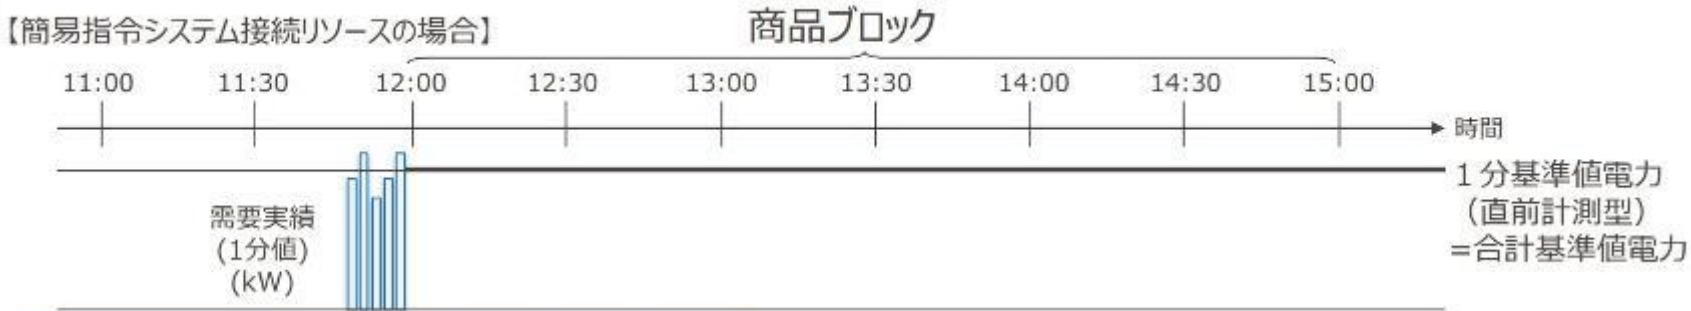 【簡易指令システム接続リソースの場合】
商品ブロック
11:00 11:30 12:00 12:30 13:00 13:30 14:00 14:30 15:00
時間
需要実績
(1分値)
(kW)
１分基準値電力
（直前計測型）
=合計基準値電力